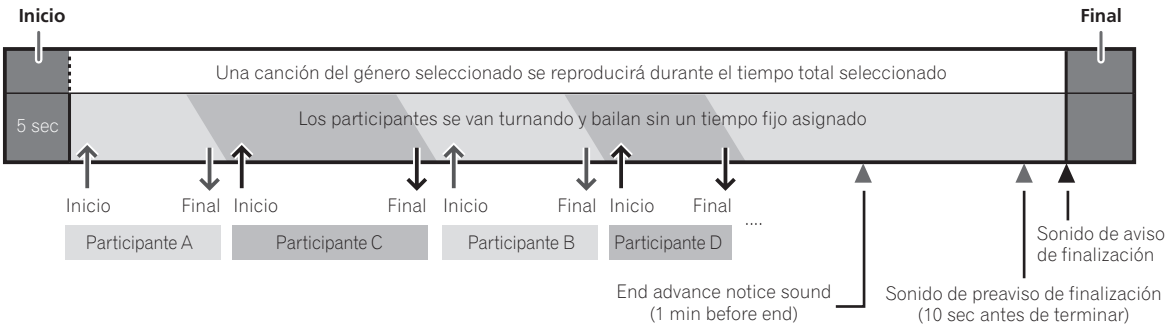 Inicio Final
Una canción del género seleccionado se reproducirá durante el tiempo total seleccionado
5 sec
Los participantes se van turnando y bailan sin un tiempo fijo asignado
Inicio Final Inicio Final Inicio Final Inicio Final
....
Participante A Participante C Participante B Participante D
Sonido de aviso
de finalización
End advance notice sound
(1 min before end)
Sonido de preaviso de finalización
(10 sec antes de terminar)